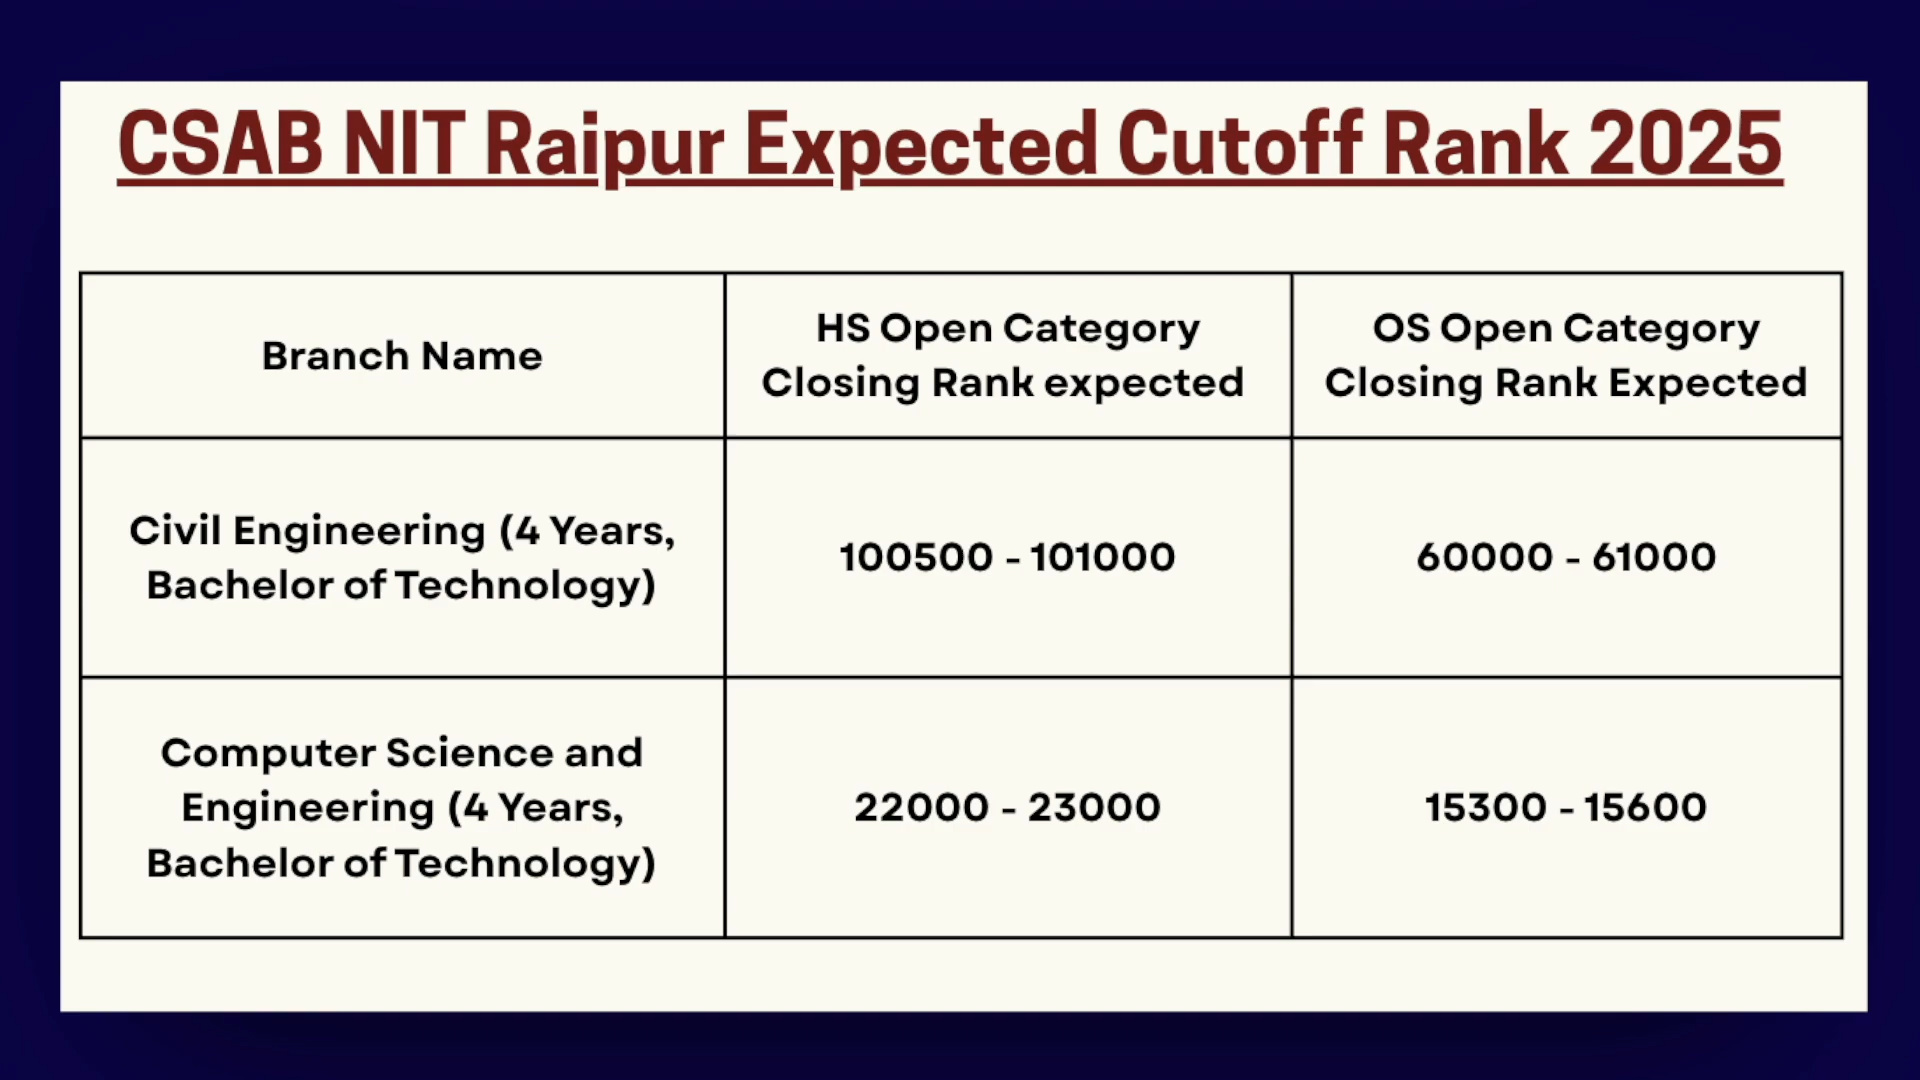 CSAB NIT Raipur Expected Cutoff Rank 2025
Branch Name
HS Open Category
Closing Rank expected
OS Open Category
Closing Rank Expected
Civil Engineering (4 Years,
Bachelor of Technology)
100500 - 101000
60000 - 61000
Computer Science and
Engineering (4 Years,
Bachelor of Technology)
22000 - 23000
15300 - 15600